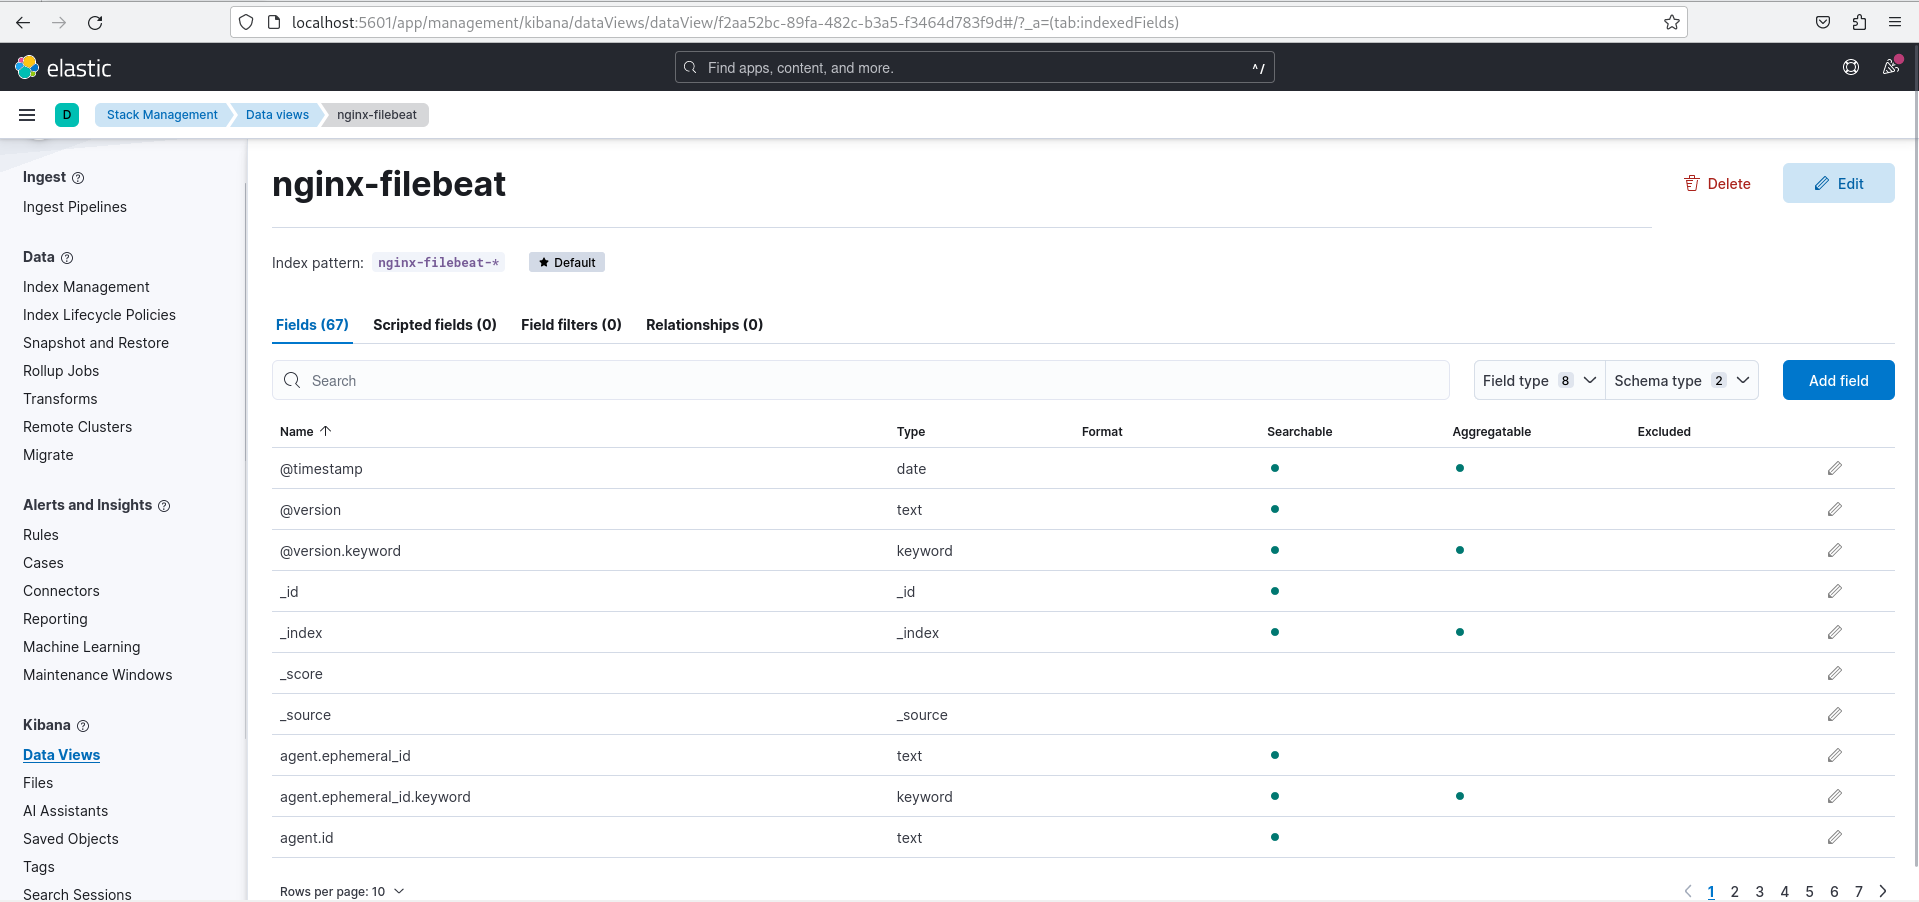 localhost:5601/app/management/kibana/dataViews/dataView/f2aa52bc-89fa-482c-b3a5-f3464d783f9d#/?_a=(tab:indexedFields)
elastic
Find apps, content, and more.
^/
D
Stack Management
Data views
nginx-filebeat
Ingest
Ingest Pipelines
Data
Index Management
Index Lifecycle Policies
Snapshot and Restore
Rollup Jobs
Transforms
Remote Clusters
Migrate
Alerts and Insights
Rules
Cases
Connectors
Reporting
Machine Learning
Maintenance Windows
Kibana
Data Views
Files
AI Assistants
Saved Objects
Tags
Search Sessions
nginx-filebeat
Delete
Edit
Index pattern: nginx-filebeat-* Default
Fields (67) Scripted fields (0) Field filters (0) Relationships (0)
Search
Field type 8
Schema type 2
Add field
Name Type Format Searchable Aggregatable Excluded
@timestamp date
@version text
@version.keyword keyword
_id _id
_index _index
_score
_source _source
agent.ephemeral_id text
agent.ephemeral_id.keyword keyword
agent.id text
Rows per page: 10
1 2 3 4 5 6 7